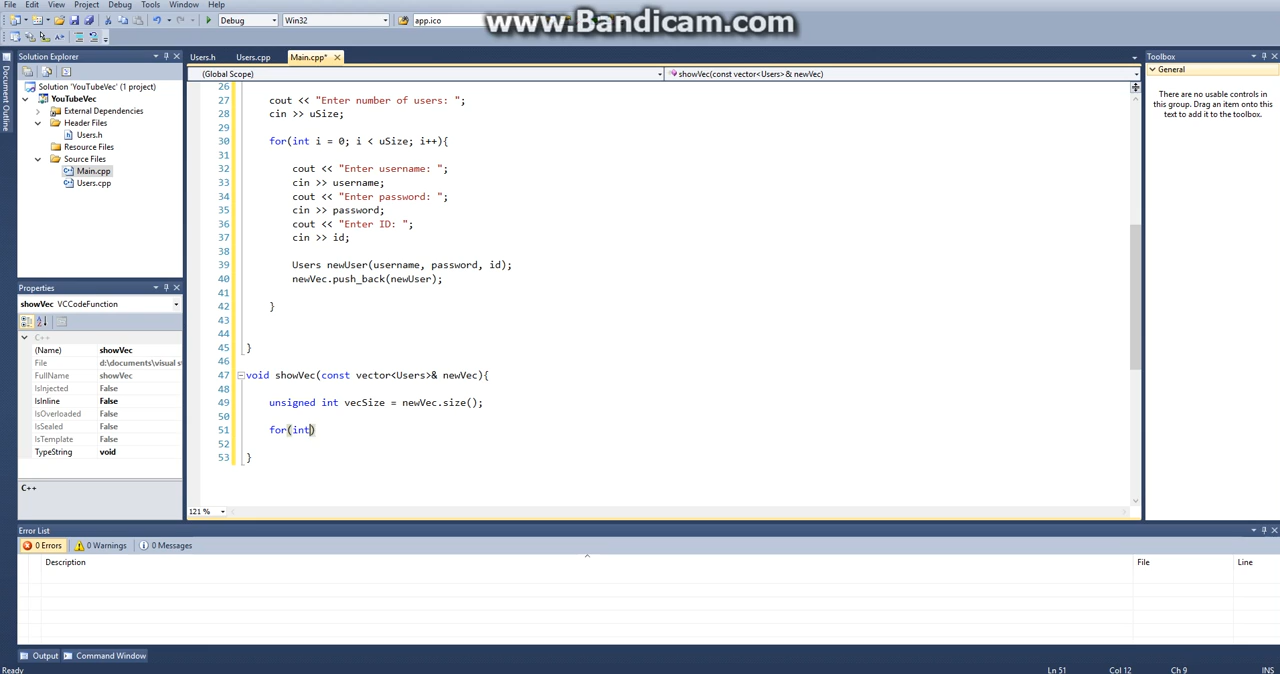 File Edit View Project Debug Tools Window Help
www.Bandicam.com
Debug Win32 app.ico
Solution Explorer
Users.h Users.cpp Main.cpp*
Toolbox
(Global Scope) showVec(const vector<Users>& newVec)
General
There are no usable controls in this group. Drag an item onto this text to add it to the toolbox.
Document Outline
Solution 'YouTubeVec' (1 project)
YouTubeVec
External Dependencies
Header Files
Users.h
Resource Files
Source Files
Main.cpp
Users.cpp
26
27 cout << "Enter number of users: ";
28 cin >> uSize;
29
30 for(int i = 0; i < uSize; i++){
31
32 cout << "Enter username: ";
33 cin >> username;
34 cout << "Enter password: ";
35 cin >> password;
36 cout << "Enter ID: ";
37 cin >> id;
38
39 Users newUser(username, password, id);
40 newVec.push_back(newUser);
41
42 }
43
44
45 }
46
47 void showVec(const vector<Users>& newVec){
48
49 unsigned int vecSize = newVec.size();
50
51 for(int)
52
53 }
121 %
Properties
showVec VCCodeFunction
C++
(Name) showVec
File d:\documents\visual st
FullName showVec
IsInjected False
IsInline False
IsOverloaded False
IsSealed False
IsTemplate False
TypeString void
C++
Error List
0 Errors 0 Warnings 0 Messages
Description File Line
Output Command Window
Ready Ln 51 Col 12 Ch 9 INS